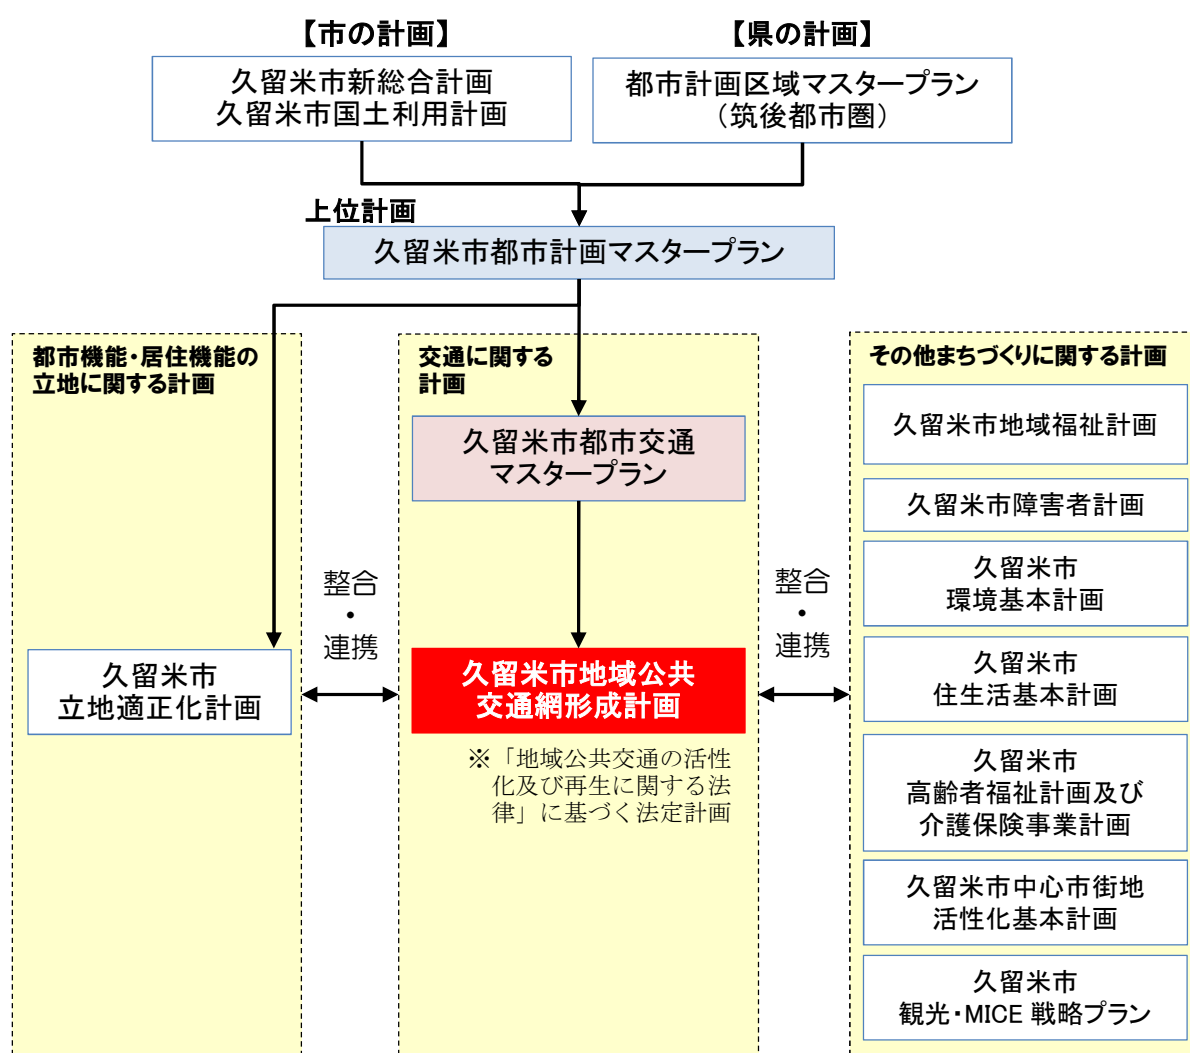 【市の計画】
久留米市新総合計画
久留米市国土利用計画
【県の計画】
都市計画区域マスタープラン
（筑後都市圏）
上位計画
久留米市都市計画マスタープラン
都市機能・居住機能の
立地に関する計画
久留米市
立地適正化計画
整合
・
連携
交通に関する
計画
久留米市都市交通
マスタープラン
久留米市地域公共
交通網形成計画
※「地域公共交通の活性
化及び再生に関する法
律」に基づく法定計画
整合
・
連携
その他まちづくりに関する計画
久留米市地域福祉計画
久留米市障害者計画
久留米市
環境基本計画
久留米市
住生活基本計画
久留米市
高齢者福祉計画及び
介護保険事業計画
久留米市中心市街地
活性化基本計画
久留米市
観光・MICE 戦略プラン